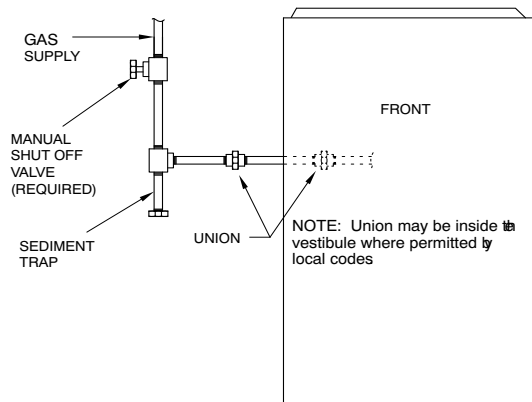 GAS
SUPPLY
FRONT
MANUAL
SHUT OFF
VALVE
(REQUIRED)
SEDIMENT
TRAP
UNION
NOTE: Union may be inside the
vestibule where permitted by
local codes